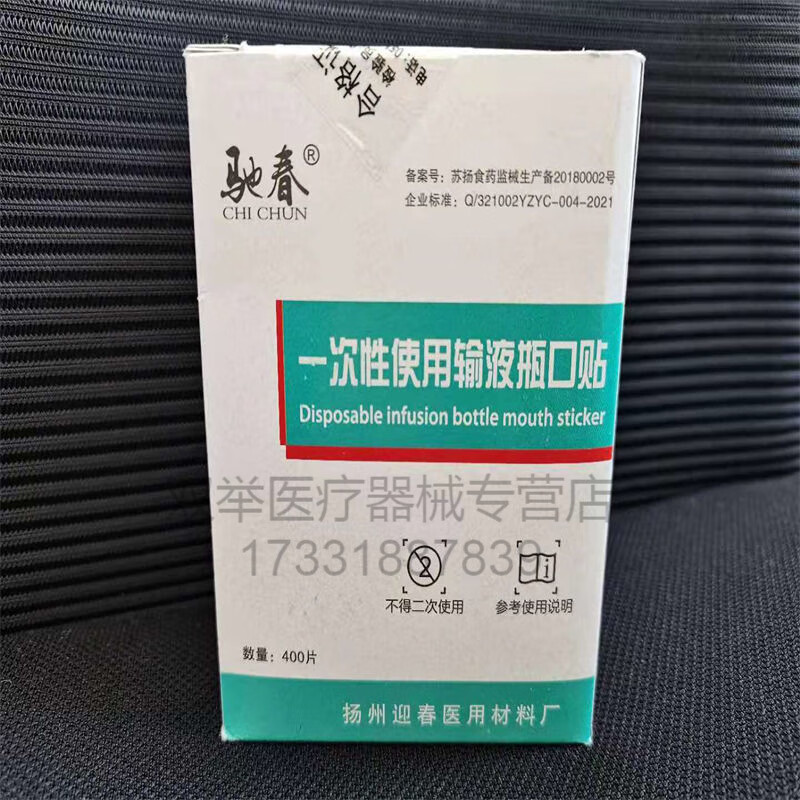 合格证
驰春®
CHI CHUN
备案号：苏扬食药监械生产备20180002号
企业标准：Q/321002YZYC-004-2021
一次性使用输液瓶口贴
Disposable infusion bottle mouth sticker
举医疗器械专营店
2
不得二次使用
参考使用说明
数量：400片
扬州迎春医用材料厂